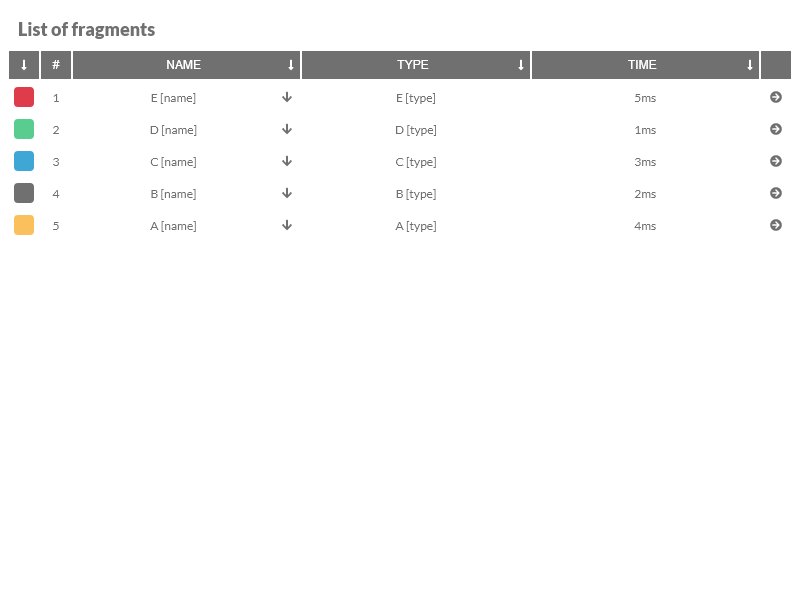 List of fragments
# NAME TYPE TIME
1 E [name] E [type] 5ms
2 D [name] D [type] 1ms
3 C [name] C [type] 3ms
4 B [name] B [type] 2ms
5 A [name] A [type] 4ms